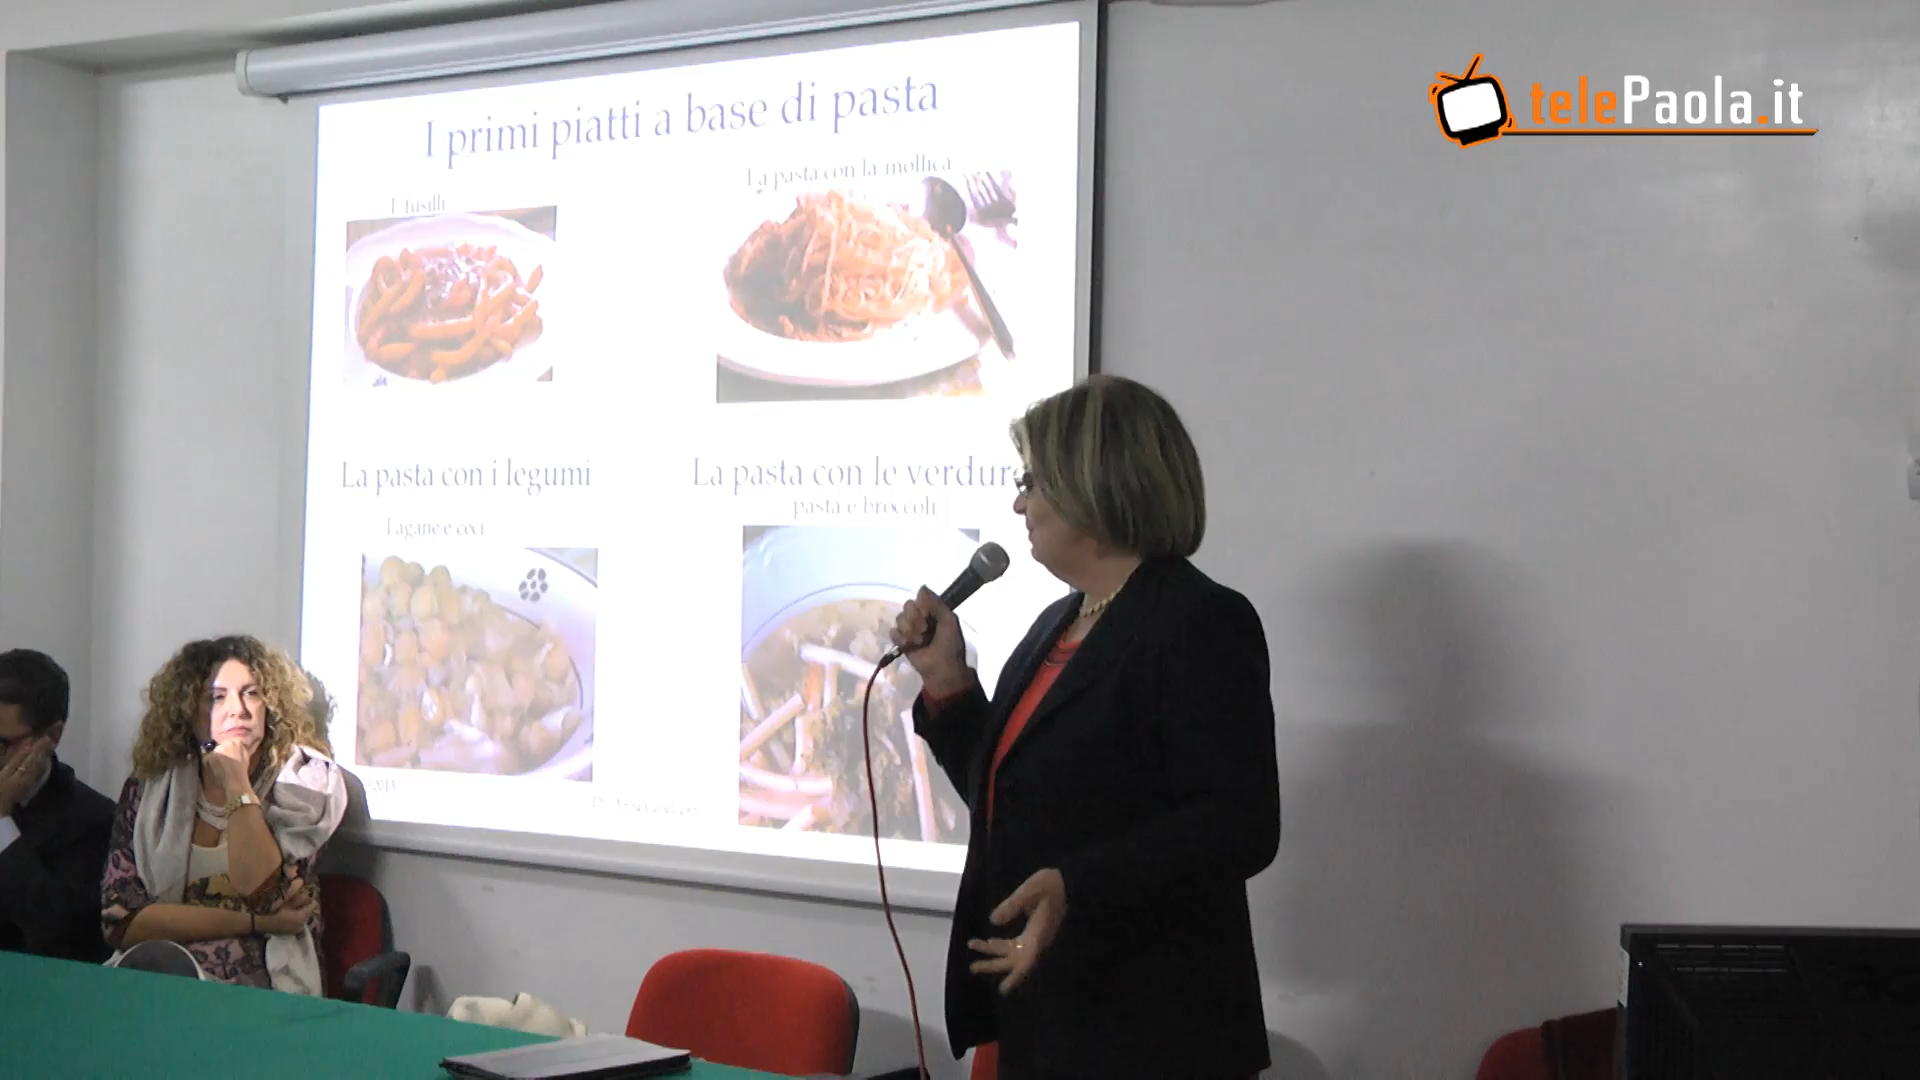 I primi piatti a base di pasta
I fusilli
La pasta con la mollica
La pasta con i legumi
Lagane e ceci
La pasta con le verdure
pasta e broccoli
2013
telePaola.it